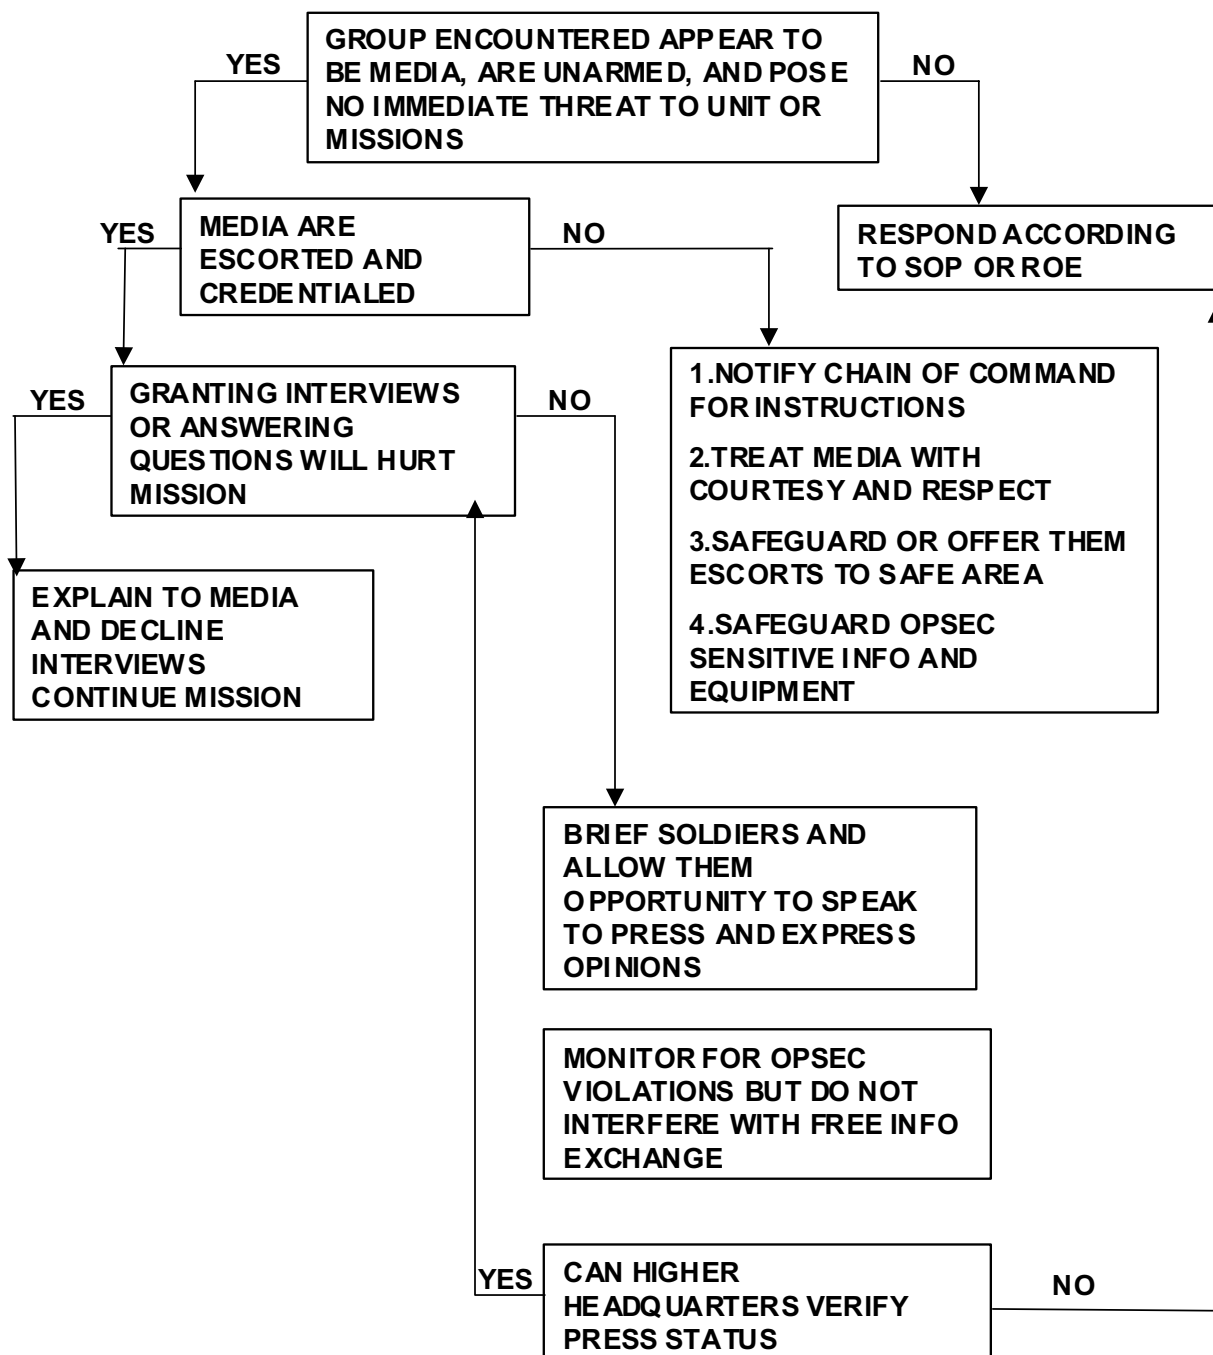 GROUP ENCOUNTERED APPEAR TO
BE MEDIA, ARE UNARMED, AND POSE
NO IMMEDIATE THREAT TO UNIT OR
MISSIONS
YES
NO
MEDIA ARE
ESCORTED AND
CREDENTIALED
YES
NO
RESPOND ACCORDING
TO SOP OR ROE
GRANTING INTERVIEWS
OR ANSWERING
QUESTIONS WILL HURT
MISSION
YES
NO
1.NOTIFY CHAIN OF COMMAND
FOR INSTRUCTIONS
2.TREAT MEDIA WITH
COURTESY AND RESPECT
3.SAFEGUARD OR OFFER THEM
ESCORTS TO SAFE AREA
4.SAFEGUARD OPSEC
SENSITIVE INFO AND
EQUIPMENT
EXPLAIN TO MEDIA
AND DECLINE
INTERVIEWS
CONTINUE MISSION
BRIEF SOLDIERS AND
ALLOW THEM
OPPORTUNITY TO SPEAK
TO PRESS AND EXPRESS
OPINIONS
MONITOR FOR OPSEC
VIOLATIONS BUT DO NOT
INTERFERE WITH FREE INFO
EXCHANGE
YES
CAN HIGHER
HEADQUARTERS VERIFY
PRESS STATUS
NO